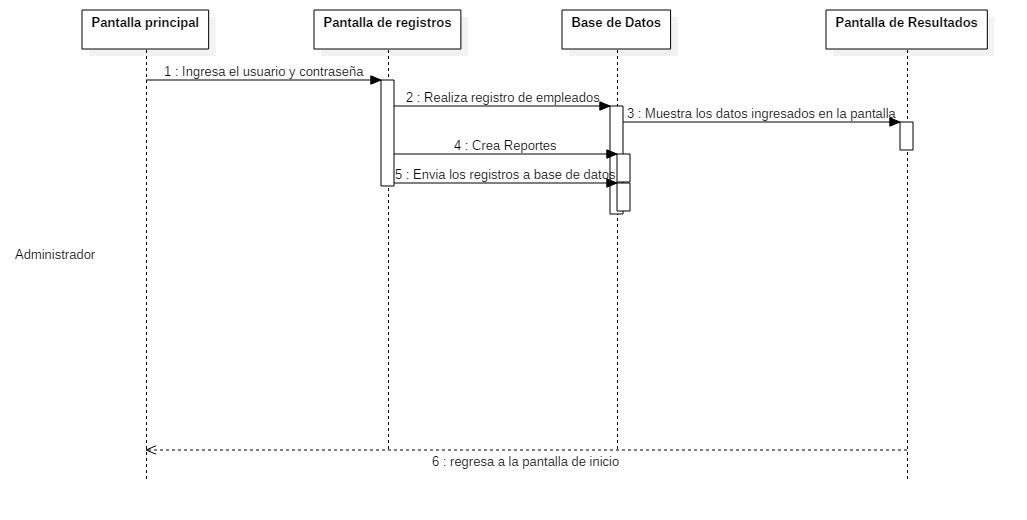 Pantalla principal
Pantalla de registros
Base de Datos
Pantalla de Resultados
1 : Ingresa el usuario y contraseña
2 : Realiza registro de empleados
3 : Muestra los datos ingresados en la pantalla
4 : Crea Reportes
5 : Envia los registros a base de datos
Administrador
6 : regresa a la pantalla de inicio